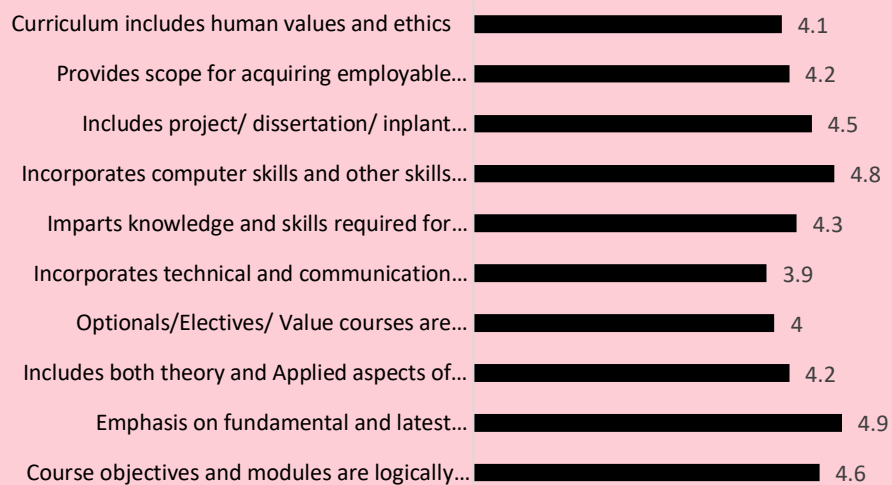 Curriculum includes human values and ethics 4.1
Provides scope for acquiring employable... 4.2
Includes project/ dissertation/ inplant... 4.5
Incorporates computer skills and other skills... 4.8
Imparts knowledge and skills required for... 4.3
Incorporates technical and communication... 3.9
Optionals/Electives/ Value courses are... 4
Includes both theory and Applied aspects of... 4.2
Emphasis on fundamental and latest... 4.9
Course objectives and modules are logically... 4.6